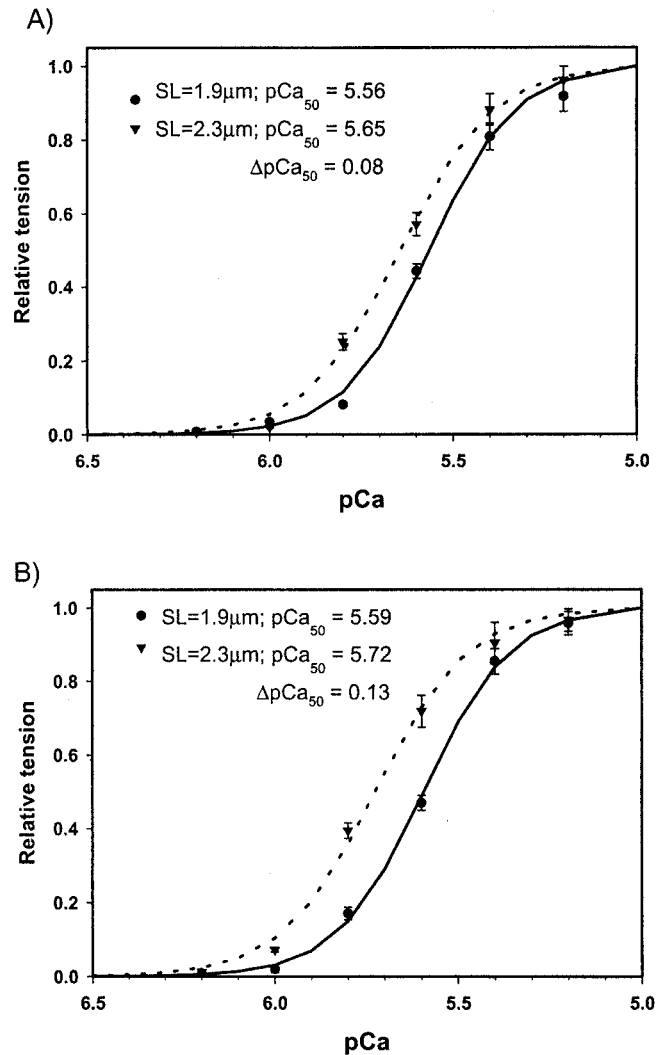 A)
SL=1.9µm; pCa50 = 5.56
SL=2.3µm; pCa50 = 5.65
ΔpCa50 = 0.08
Relative tension
1.0
0.8
0.6
0.4
0.2
0.0
6.5 6.0 5.5 5.0
pCa
B)
SL=1.9µm; pCa50 = 5.59
SL=2.3µm; pCa50 = 5.72
ΔpCa50 = 0.13
Relative tension
1.0
0.8
0.6
0.4
0.2
0.0
6.5 6.0 5.5 5.0
pCa